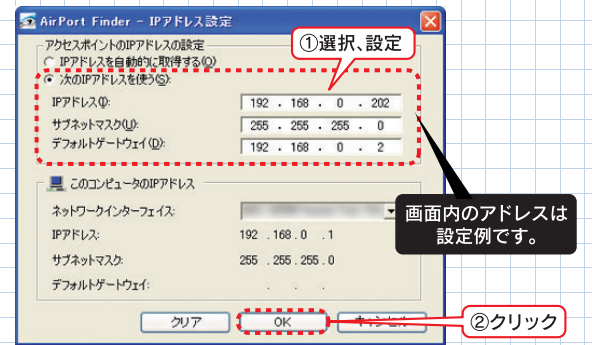 AirPort Finder - IPアドレス設定
アクセスポイントのIPアドレスの設定
①選択、設定
IPアドレスを自動的に取得する(O)
次のIPアドレスを使う(S):
IPアドレス(I): 192 . 168 . 0 . 202
サブネットマスク(U): 255 . 255 . 255 . 0
デフォルトゲートウェイ(D): 192 . 168 . 0 . 2
このコンピュータのIPアドレス
ネットワークインターフェイス:
画面内のアドレスは
設定例です。
IPアドレス: 192 .168.0 .1
サブネットマスク: 255 .255.255.0
デフォルトゲートウェイ: . . .
クリア OK キャンセル
②クリック